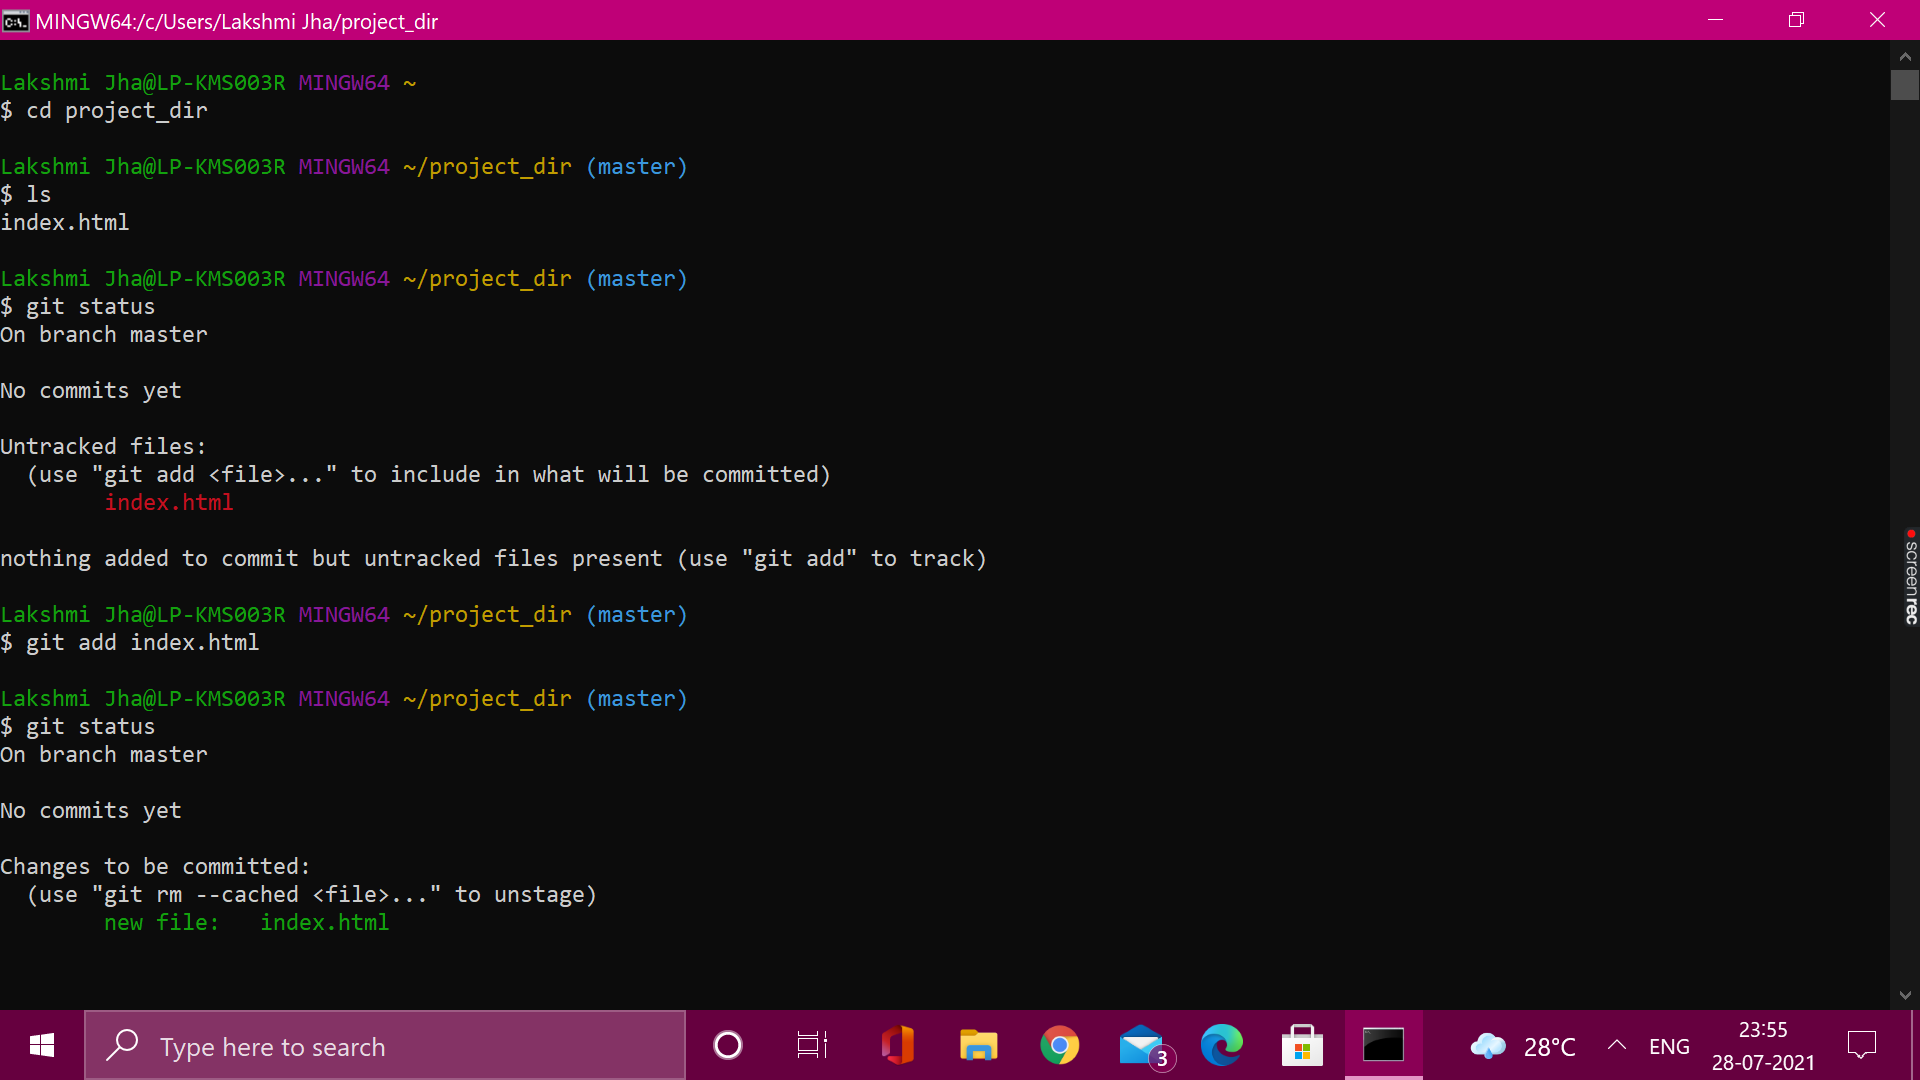 MINGW64:/c/Users/Lakshmi Jha/project_dir
Lakshmi Jha@LP-KMS003R MINGW64 ~
$ cd project_dir
Lakshmi Jha@LP-KMS003R MINGW64 ~/project_dir (master)
$ ls
index.html
Lakshmi Jha@LP-KMS003R MINGW64 ~/project_dir (master)
$ git status
On branch master
No commits yet
Untracked files:
  (use "git add <file>..." to include in what will be committed)
        index.html
nothing added to commit but untracked files present (use "git add" to track)
Lakshmi Jha@LP-KMS003R MINGW64 ~/project_dir (master)
$ git add index.html
Lakshmi Jha@LP-KMS003R MINGW64 ~/project_dir (master)
$ git status
On branch master
No commits yet
Changes to be committed:
  (use "git rm --cached <file>..." to unstage)
        new file:   index.html
screenrec
Type here to search
3
28°C
ENG
23:55
28-07-2021